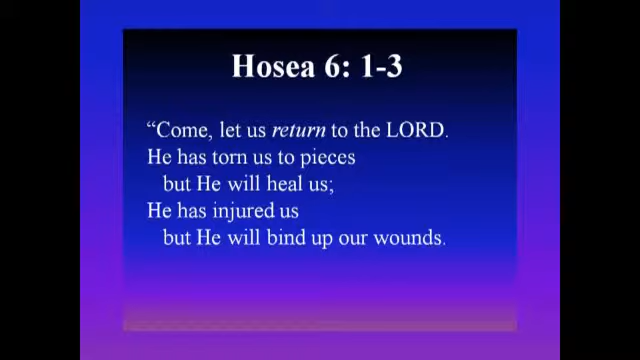 Hosea 6: 1-3
“Come, let us return to the LORD.
He has torn us to pieces
but He will heal us;
He has injured us
but He will bind up our wounds.